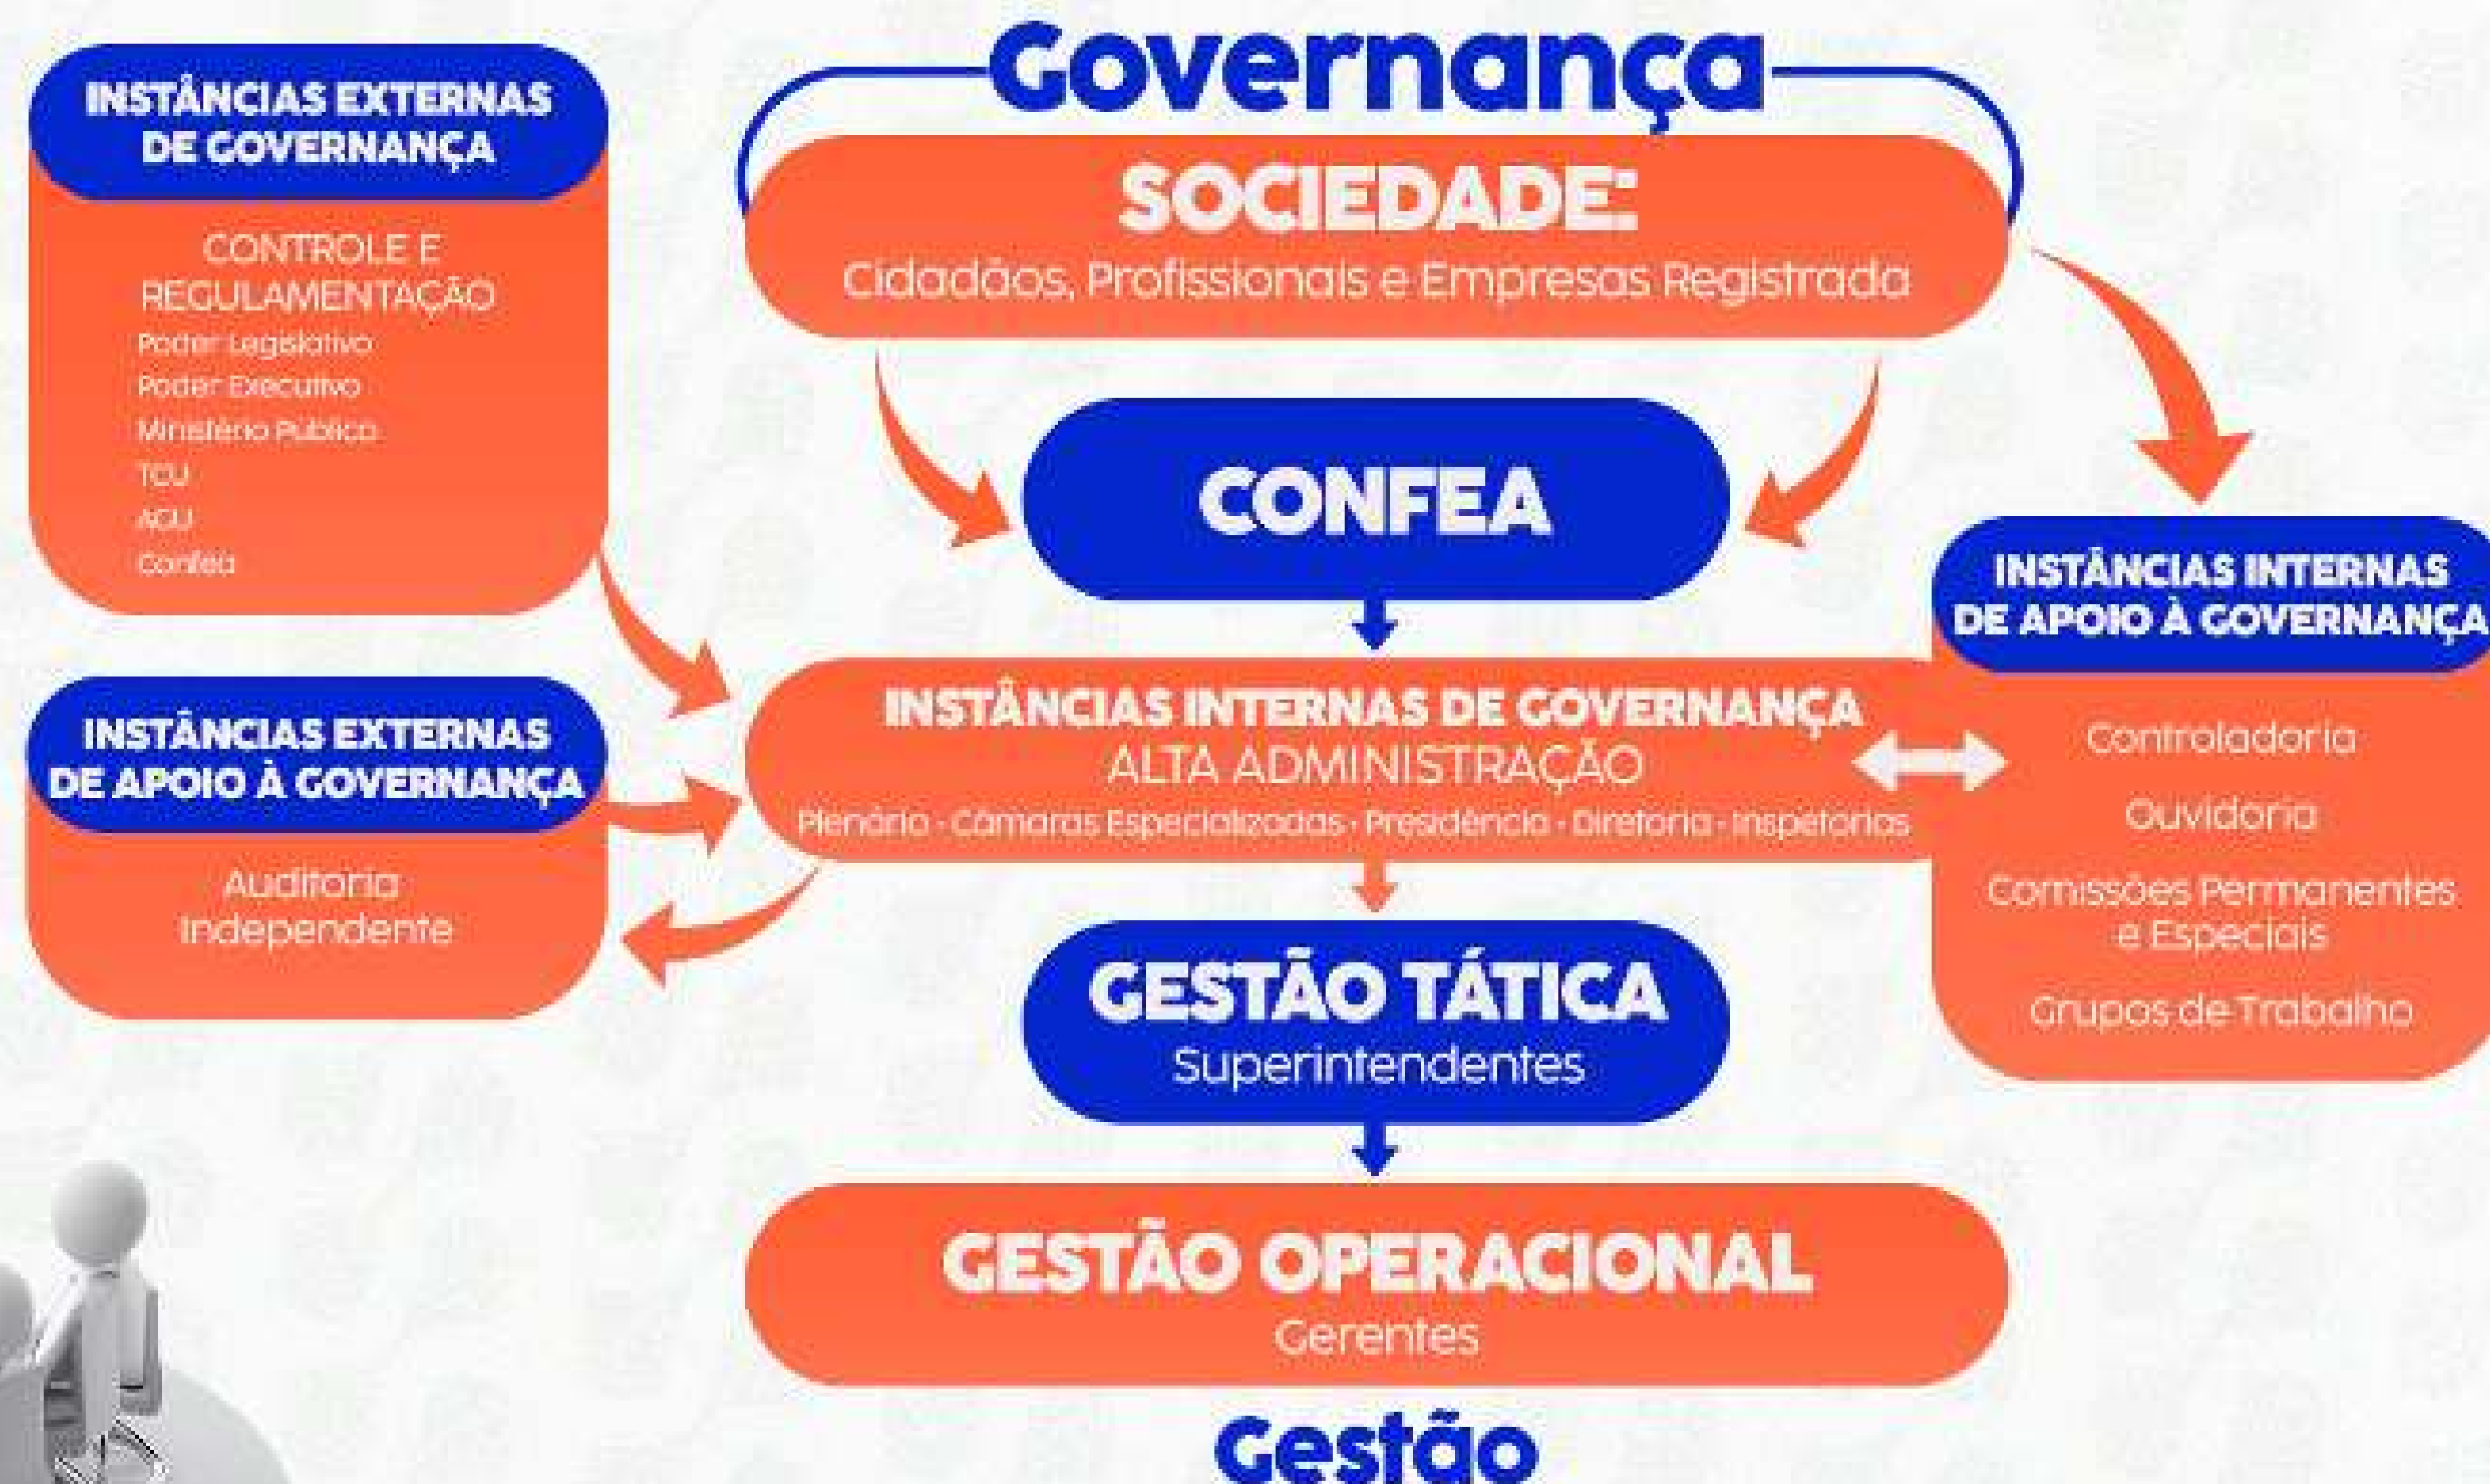 Governança
SOCIEDADE:
Cidadãos, Profissionais e Empresas Registrada
INSTÂNCIAS EXTERNAS
DE GOVERNANÇA
CONTROLE E
REGULAMENTAÇÃO
Poder Legislativo
Poder Executivo
Ministério Público
TCU
AGU
Confea
CONFEA
INSTÂNCIAS INTERNAS
DE APOIO À GOVERNANÇA
Controladoria
Ouvidoria
Comissões Permanentes
e Especiais
Grupos de Trabalho
INSTÂNCIAS EXTERNAS
DE APOIO À GOVERNANÇA
Auditoria
Independente
INSTÂNCIAS INTERNAS DE GOVERNANÇA
ALTA ADMINISTRAÇÃO
Plenário · Câmaras Especializadas · Presidência · Diretoria · Inspetorias
GESTÃO TÁTICA
Superintendentes
GESTÃO OPERACIONAL
Gerentes
Gestão